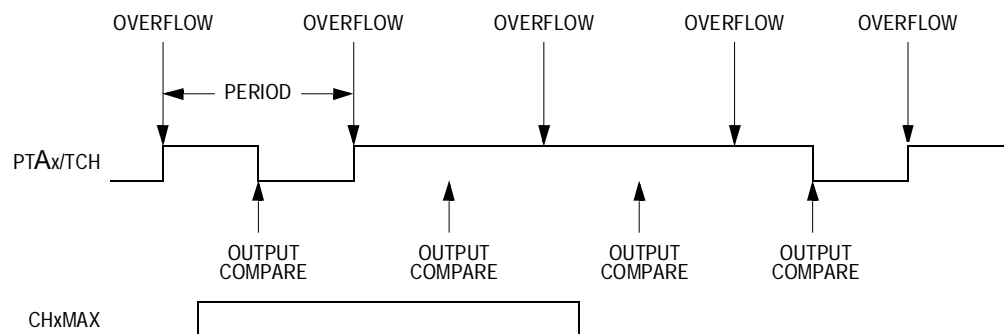 OVERFLOW OVERFLOW OVERFLOW OVERFLOW OVERFLOW
PERIOD
PTAx/TCH
OUTPUT COMPARE
OUTPUT COMPARE
OUTPUT COMPARE
OUTPUT COMPARE
CHxMAX